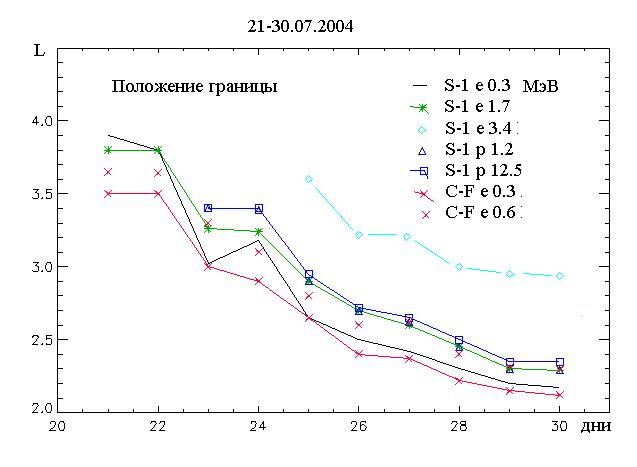 21-30.07.2004
L
Положение границы
S-1 e 0.3 МэВ
S-1 e 1.7
S-1 e 3.4
S-1 p 1.2
S-1 p 12.5
C-F e 0.3
C-F e 0.6
4.0
3.5
3.0
2.5
2.0
20 22 24 26 28 30 дни